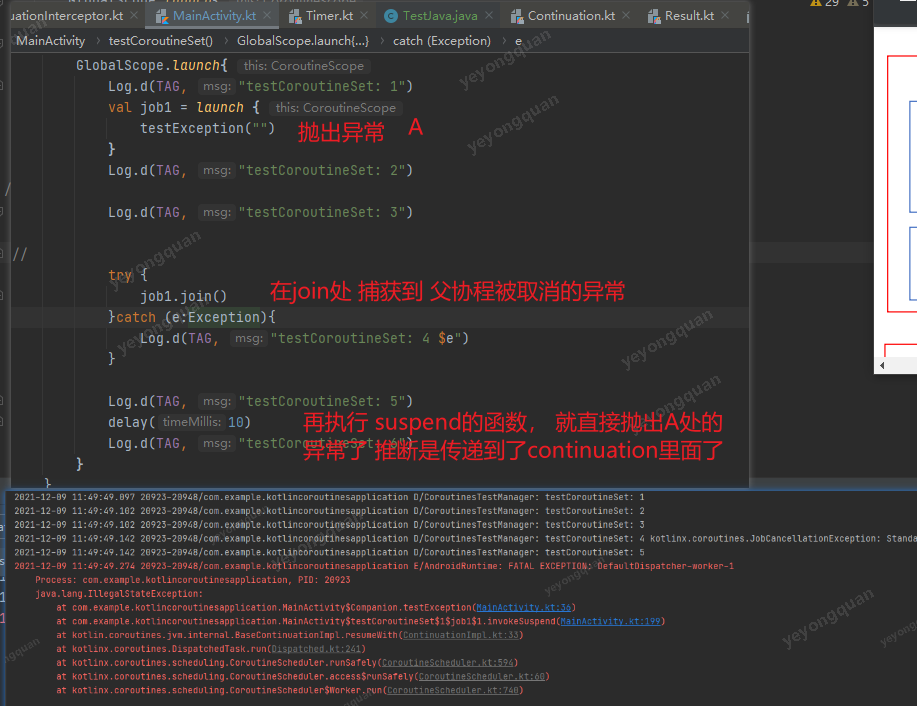 uationInterceptor.kt MainActivity.kt Timer.kt TestJava.java Continuation.kt Result.kt
29 5
MainActivity testCoroutineSet() GlobalScope.launch{...} catch (Exception) e
GlobalScope.launch{ this: CoroutineScope
Log.d(TAG, msg: "testCoroutineSet: 1")
val job1 = launch { this: CoroutineScope
testException("") 抛出异常 A
}
Log.d(TAG, msg: "testCoroutineSet: 2")
Log.d(TAG, msg: "testCoroutineSet: 3")
//
try {
job1.join() 在join处 捕获到 父协程被取消的异常
}catch (e:Exception){
Log.d(TAG, msg: "testCoroutineSet: 4 $e")
}
Log.d(TAG, msg: "testCoroutineSet: 5")
delay( timeMillis: 10) 再执行 suspend的函数， 就直接抛出A处的
Log.d(TAG, msg: "testCoroutineSet: 6") 异常了 推断是传递到了continuation里面了
}
}
2021-12-09 11:49:49.097 20923-20948/com.example.kotlincoroutinesapplication D/CoroutinesTestManager: testCoroutineSet: 1
2021-12-09 11:49:49.102 20923-20948/com.example.kotlincoroutinesapplication D/CoroutinesTestManager: testCoroutineSet: 2
2021-12-09 11:49:49.102 20923-20948/com.example.kotlincoroutinesapplication D/CoroutinesTestManager: testCoroutineSet: 3
2021-12-09 11:49:49.142 20923-20948/com.example.kotlincoroutinesapplication D/CoroutinesTestManager: testCoroutineSet: 4 kotlinx.coroutines.JobCancellationException: Standa
2021-12-09 11:49:49.142 20923-20948/com.example.kotlincoroutinesapplication D/CoroutinesTestManager: testCoroutineSet: 5
2021-12-09 11:49:49.274 20923-20948/com.example.kotlincoroutinesapplication E/AndroidRuntime: FATAL EXCEPTION: DefaultDispatcher-worker-1
Process: com.example.kotlincoroutinesapplication, PID: 20923
java.lang.IllegalStateException:
at com.example.kotlincoroutinesapplication.MainActivity$Companion.testException(MainActivity.kt:36)
at com.example.kotlincoroutinesapplication.MainActivity$testCoroutineSet$1$job1$1.invokeSuspend(MainActivity.kt:199)
at kotlin.coroutines.jvm.internal.BaseContinuationImpl.resumeWith(ContinuationImpl.kt:33)
at kotlinx.coroutines.DispatchedTask.run(Dispatched.kt:241)
at kotlinx.coroutines.scheduling.CoroutineScheduler.runSafely(CoroutineScheduler.kt:594)
at kotlinx.coroutines.scheduling.CoroutineScheduler.access$runSafely(CoroutineScheduler.kt:60)
at kotlinx.coroutines.scheduling.CoroutineScheduler$Worker.run(CoroutineScheduler.kt:740)
yeyongquan
yeyongquan
yeyongquan
yeyongquan
yeyongquan
yeyongquan
yeyongquan
yeyongquan